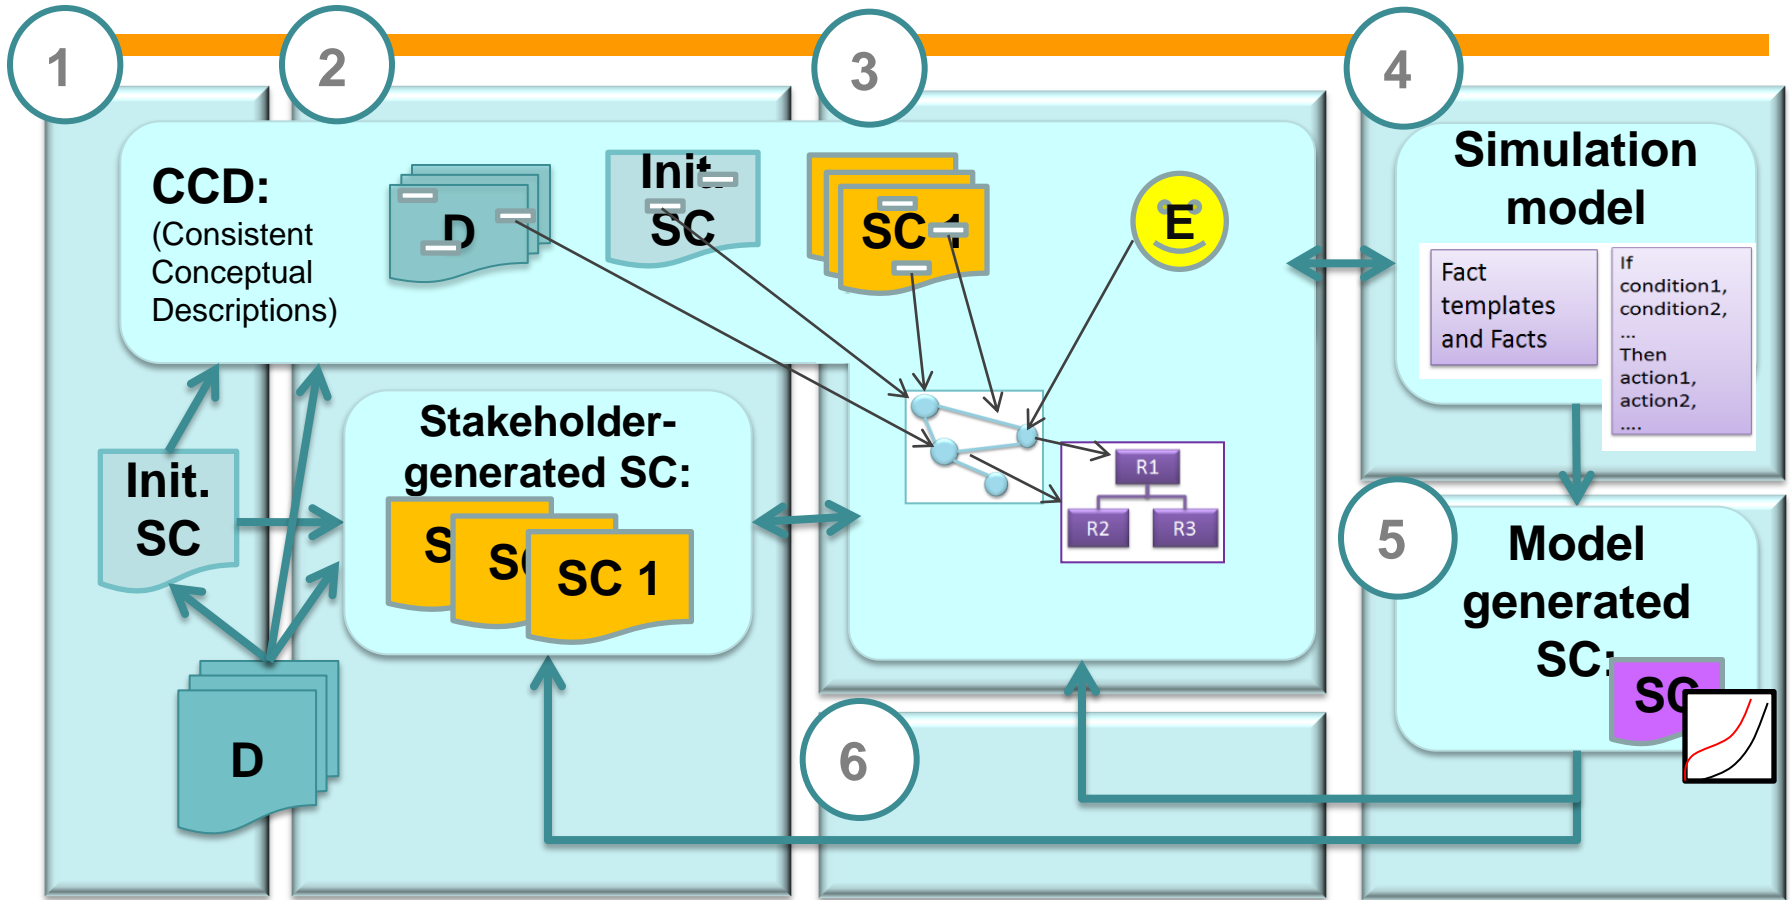 1
2
3
4
CCD:
(Consistent
Conceptual
Descriptions)
D
Init.
SC
SC 1
E
Simulation
model
Fact
templates
and Facts
If
condition1,
condition2,
...
Then
action1,
action2,
....
Init.
SC
Stakeholder-
generated SC:
S
SC
SC 1
R1
R2
R3
D
5
Model
generated
SC:
SC
6